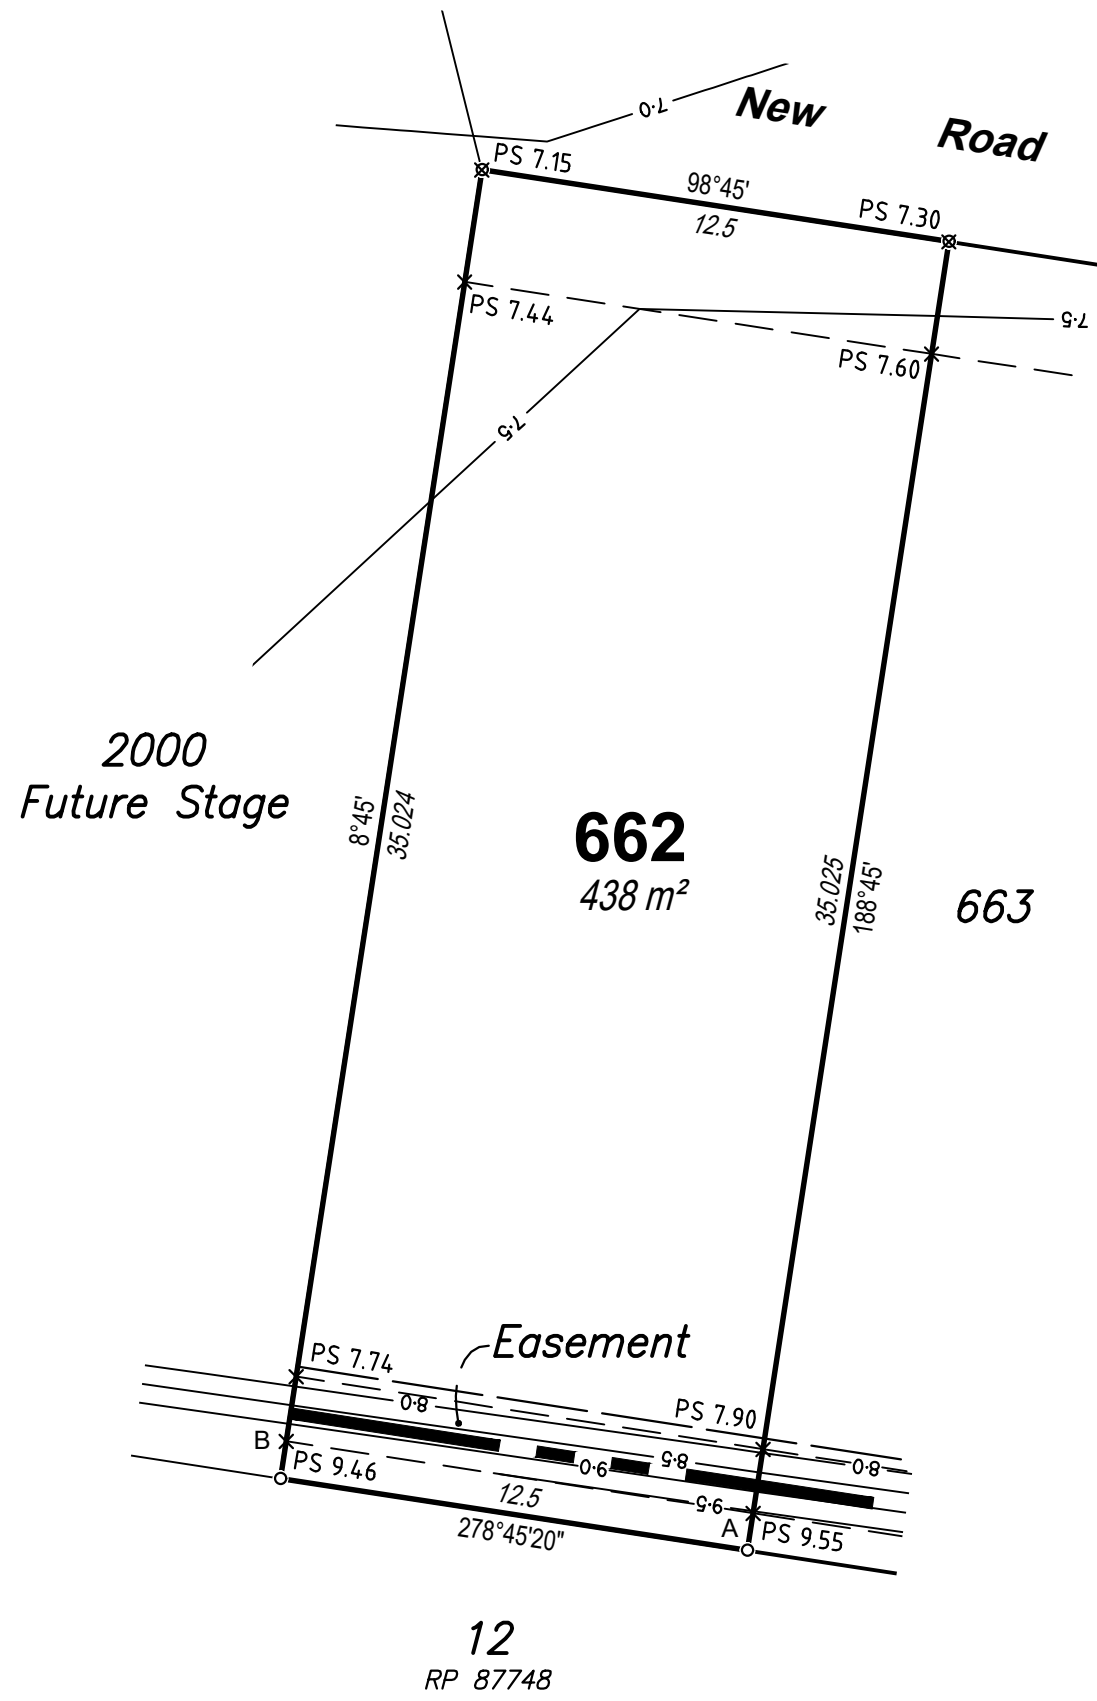 7·0
New Road
PS 7.15
98°45'
12.5
PS 7.30
PS 7.44
7·5
PS 7.60
7·5
2000
Future Stage
8°45'
35.024
662
438 m²
35.025
188°45'
663
Easement
PS 7.74
8·0
PS 7.90
B
8·5
9·0
8·0
PS 9.46
12.5
9·5
278°45'20"
A
PS 9.55
12
RP 87748